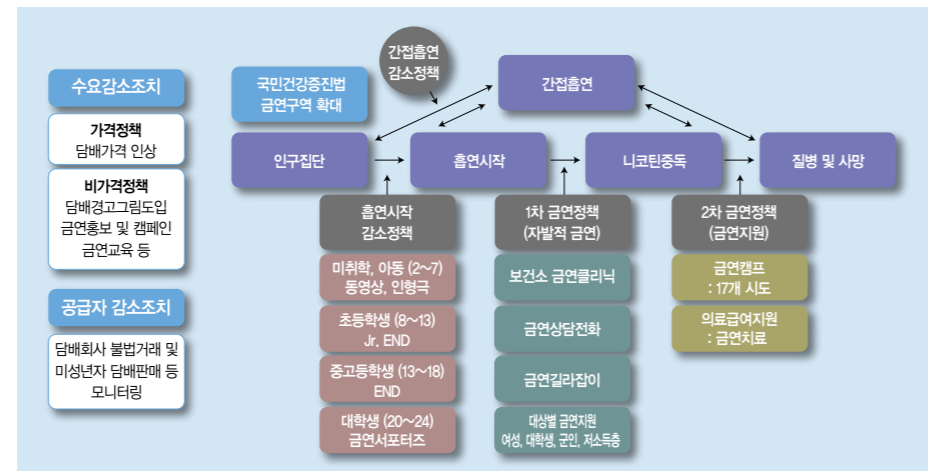 수요감소조치
가격정책
담배가격 인상
비가격정책
담배경고그림도입
금연홍보 및 캠페인
금연교육 등
공급자 감소조치
담배회사 불법거래 및
미성년자 담배판매 등
모니터링
국민건강증진법
금연구역 확대
간접흡연
감소정책
간접흡연
인구집단
흡연시작
니코틴중독
질병 및 사망
흡연시작
감소정책
미취학, 아동 (2~7)
동영상, 인형극
초등학생 (8~13)
Jr. END
중고등학생 (13~18)
END
대학생 (20~24)
금연서포터즈
1차 금연정책
(자발적 금연)
보건소 금연클리닉
금연상담전화
금연길라잡이
대상별 금연지원
여성, 대학생, 군인, 저소득층
2차 금연정책
(금연지원)
금연캠프
: 17개 시도
의료급여지원
: 금연치료